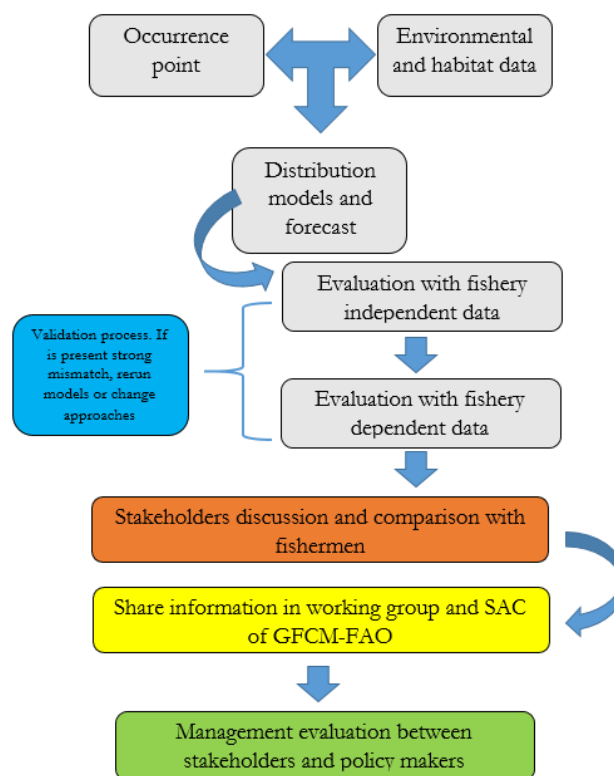 Occurrence
point
Environmental
and habitat data
Distribution
models and
forecast
Evaluation with fishery
independent data
Validation process. If
is present strong
mismatch, rerun
models or change
approaches
Evaluation with fishery
dependent data
Stakeholders discussion and comparison with
fishermen
Share information in working group and SAC
of GFCM-FAO
Management evaluation between
stakeholders and policy makers